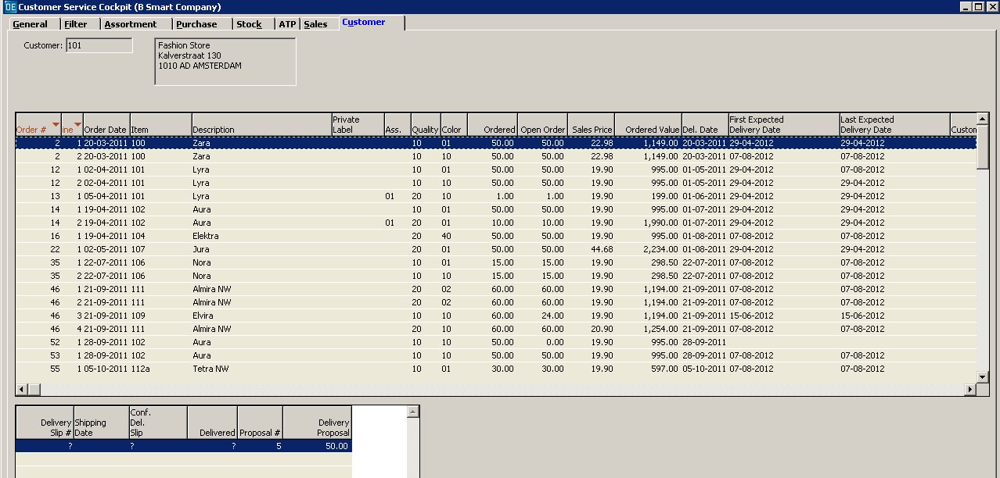 OE Customer Service Cockpit (B Smart Company)
General Filter Assortment Purchase Stock ATP Sales Customer
Customer: 101
Fashion Store
Kalverstraat 130
1010 AD AMSTERDAM
Order # ine Order Date Item Description Private Label Ass. Quality Color Ordered Open Order Sales Price Ordered Value Del. Date First Expected Delivery Date Last Expected Delivery Date Custon
2 1 20-03-2011 100 Zara 10 01 50.00 50.00 22.98 1,149.00 20-03-2011 29-04-2012 29-04-2012
2 2 20-03-2011 100 Zara 10 10 50.00 50.00 22.98 1,149.00 20-03-2011 07-08-2012 07-08-2012
12 1 02-04-2011 101 Lyra 10 01 50.00 50.00 19.90 995.00 01-05-2011 29-04-2012 07-08-2012
12 2 02-04-2011 101 Lyra 10 10 50.00 50.00 19.90 995.00 01-05-2011 29-04-2012 29-04-2012
13 1 05-04-2011 101 Lyra 01 20 10 1.00 1.00 19.90 199.00 01-06-2011 29-04-2012 29-04-2012
14 1 19-04-2011 102 Aura 10 01 50.00 50.00 19.90 995.00 01-07-2011 29-04-2012 29-04-2012
14 2 19-04-2011 102 Aura 01 20 01 10.00 10.00 19.90 1,990.00 01-07-2011 29-04-2012 29-04-2012
16 1 19-04-2011 104 Elektra 20 40 50.00 50.00 19.90 995.00 01-08-2011 07-08-2012 07-08-2012
22 1 02-05-2011 107 Jura 20 01 50.00 50.00 44.68 2,234.00 01-08-2011 29-04-2012 29-04-2012
35 1 22-07-2011 106 Nora 10 01 15.00 15.00 19.90 298.50 22-07-2011 07-08-2012 07-08-2012
35 2 22-07-2011 106 Nora 10 10 15.00 15.00 19.90 298.50 22-07-2011 07-08-2012 07-08-2012
46 1 21-09-2011 111 Almira NW 20 02 60.00 60.00 19.90 1,194.00 21-09-2011 07-08-2012 07-08-2012
46 2 21-09-2011 111 Almira NW 20 02 60.00 60.00 19.90 1,194.00 21-09-2011 07-08-2012 07-08-2012
46 3 21-09-2011 109 Elvira 10 10 60.00 24.00 19.90 1,194.00 21-09-2011 15-06-2012 15-06-2012
46 4 21-09-2011 111 Almira NW 20 10 60.00 60.00 20.90 1,254.00 21-09-2011 07-08-2012 07-08-2012
52 1 28-09-2011 102 Aura 10 10 50.00 0.00 19.90 995.00 28-09-2011
53 1 28-09-2011 102 Aura 10 10 50.00 50.00 19.90 995.00 28-09-2011 07-08-2012 07-08-2012
55 1 05-10-2011 112a Tetra NW 10 01 30.00 30.00 19.90 597.00 05-10-2011 07-08-2012 07-08-2012
Delivery Slip # Shipping Date Conf. Del. Slip Delivered Proposal # Delivery Proposal
? ? ? 5 50.00